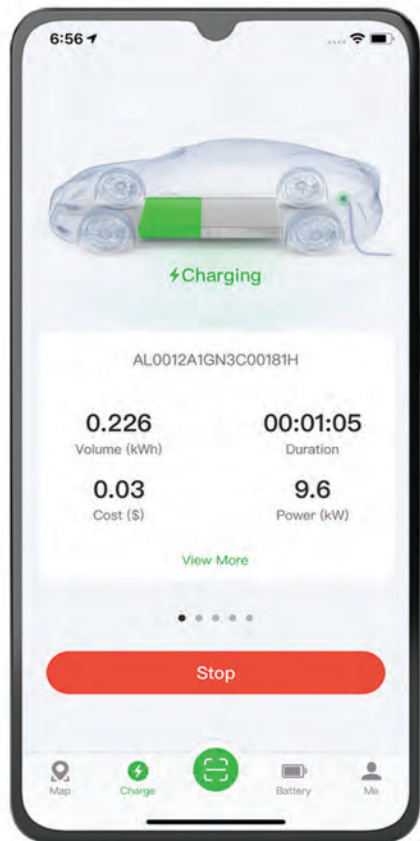 6:56
Charging
AL0012A1GN3C00181H
0.226 00:01:05
Volume (kWh) Duration
0.03 9.6
Cost ($) Power (kW)
View More
Stop
Map Charge Battery Me